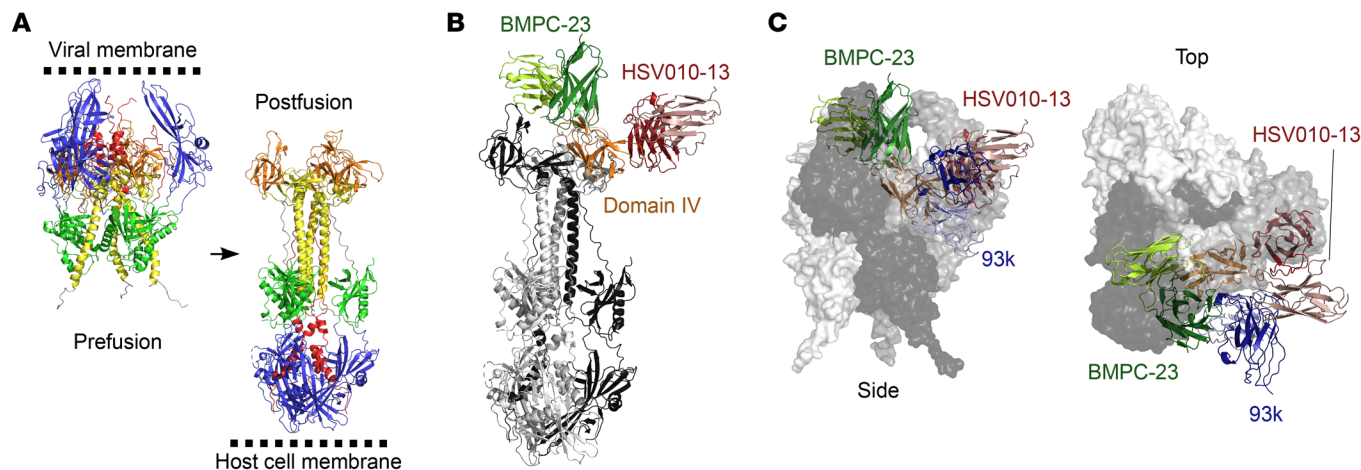 A
Viral membrane
Postfusion
Prefusion
Host cell membrane
B
BMPC-23
HSV010-13
Domain IV
C
BMPC-23
HSV010-13
93k
Side
Top
HSV010-13
BMPC-23
93k